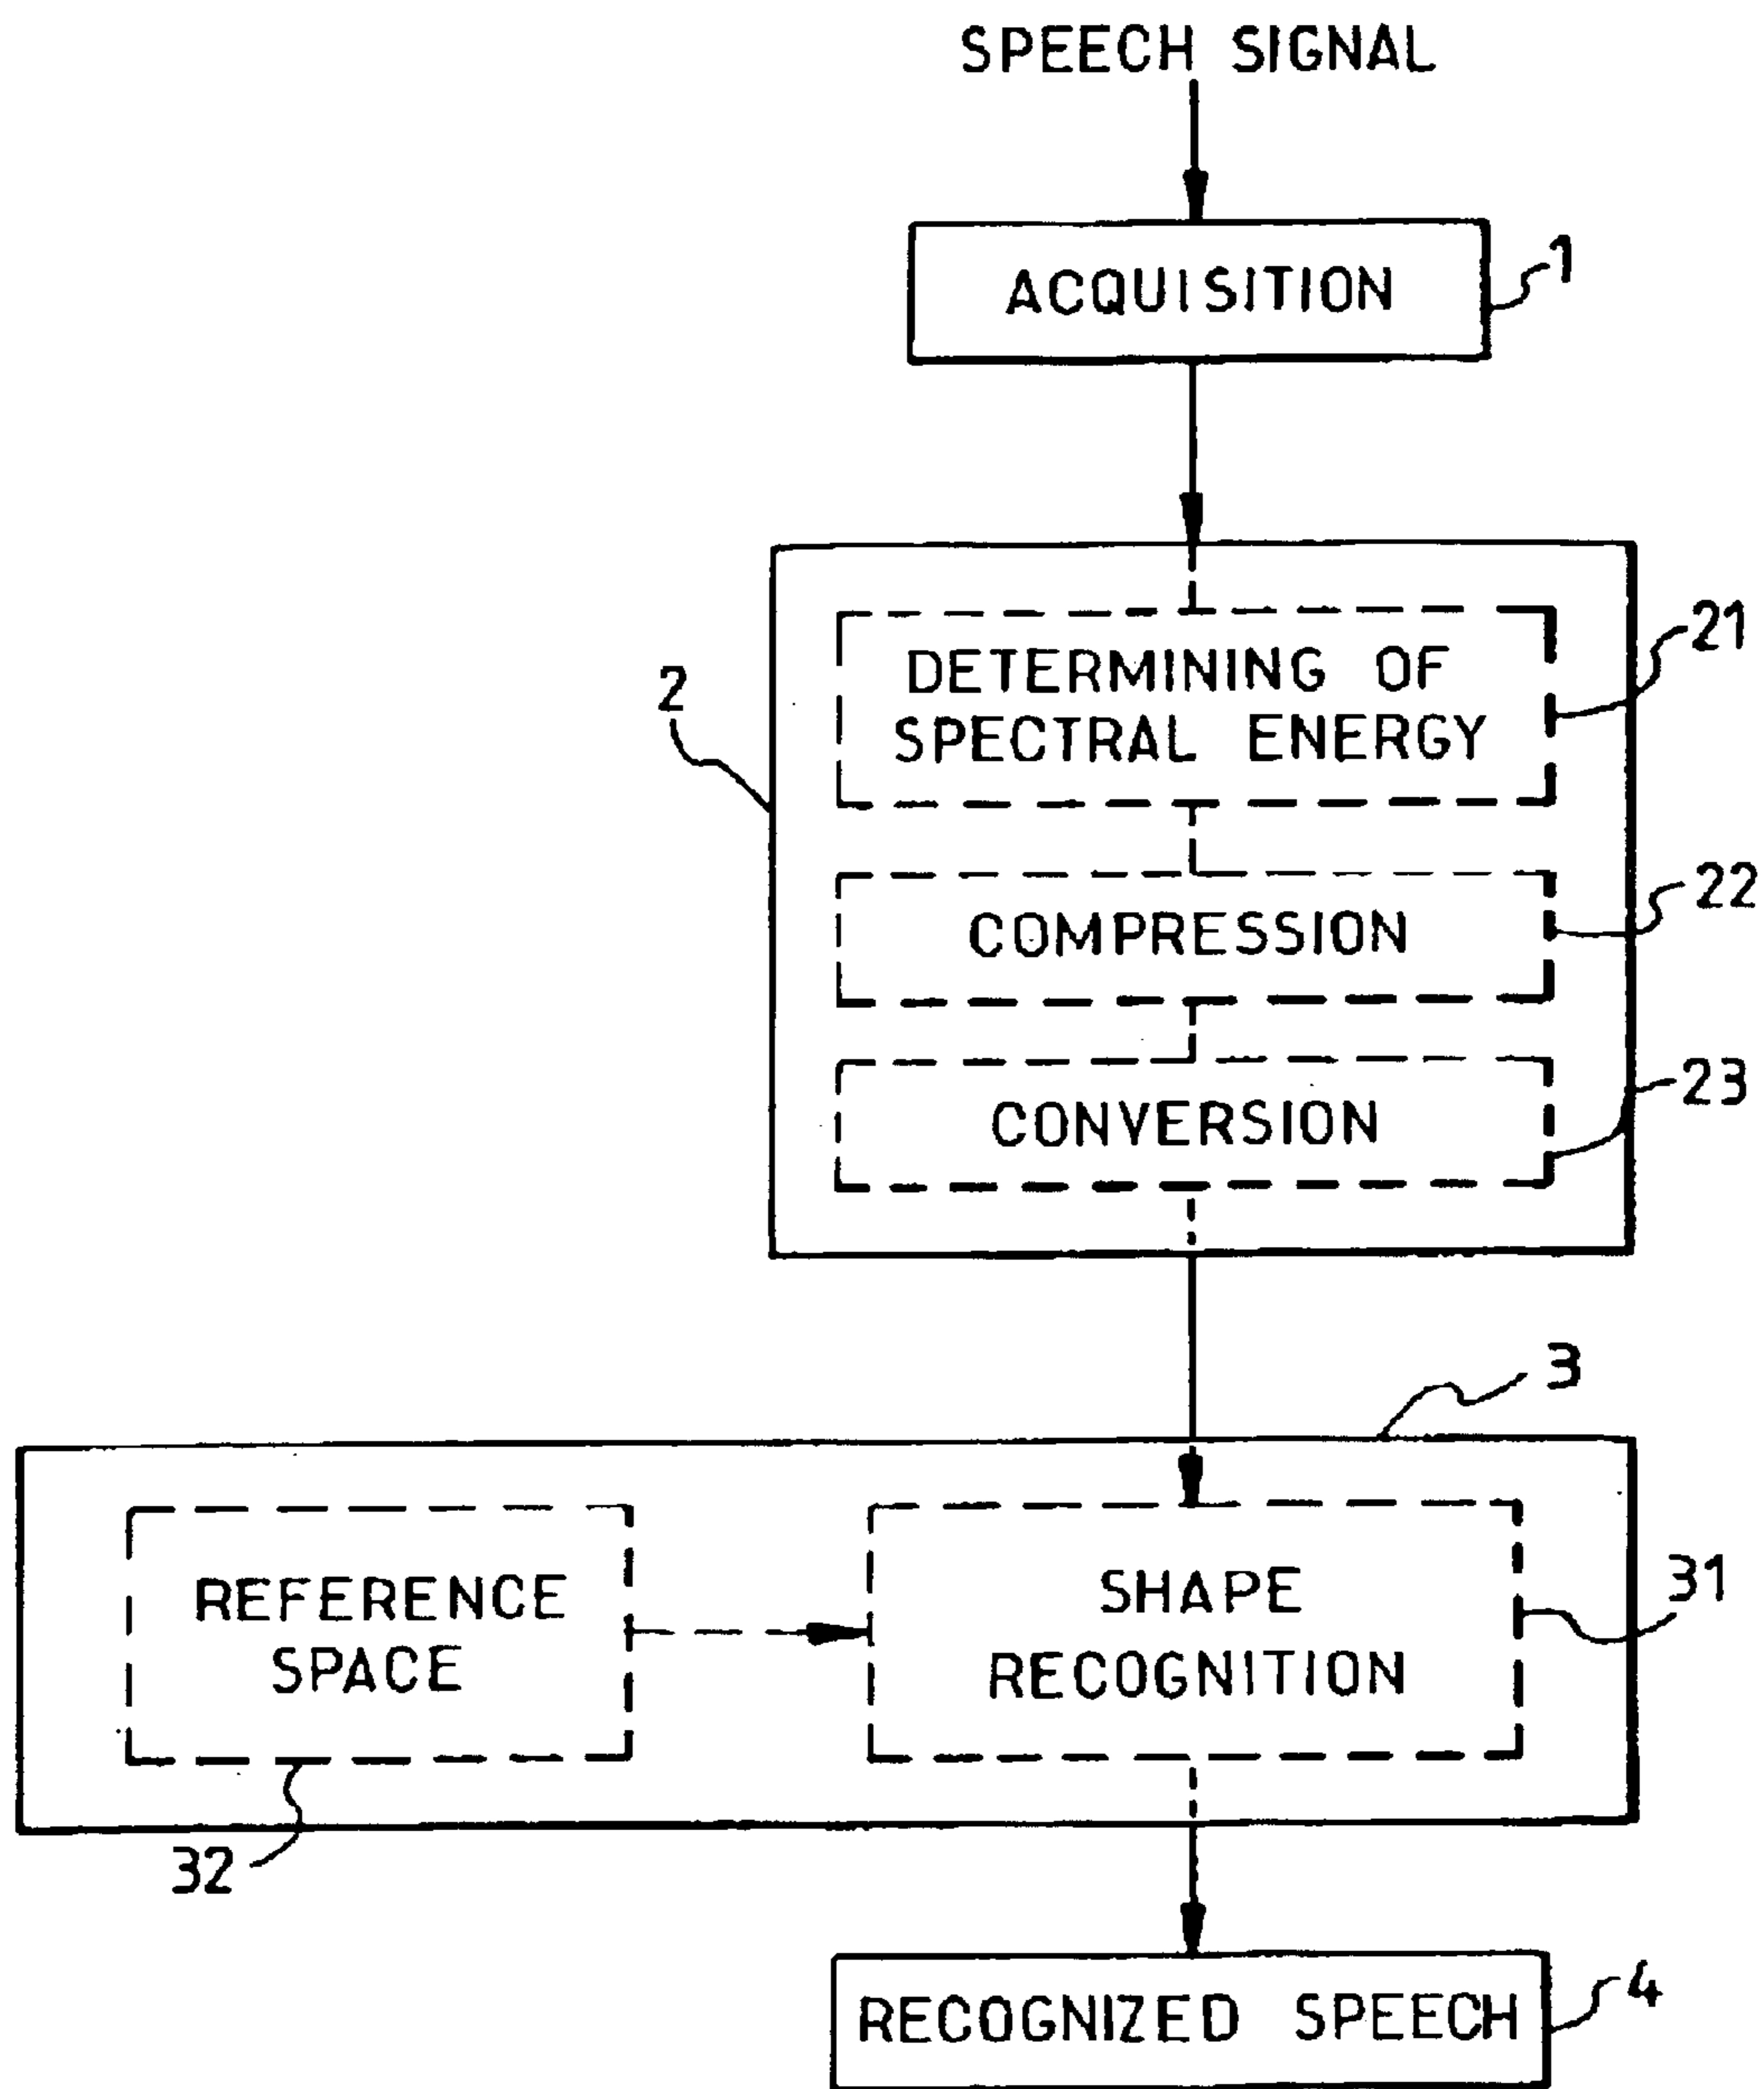 SPEECH SIGNAL
ACQUISITION
1
2
DETERMINING OF
SPECTRAL ENERGY
21
COMPRESSION
22
CONVERSION
23
3
REFERENCE
SPACE
32
SHAPE
RECOGNITION
31
RECOGNIZED SPEECH
4